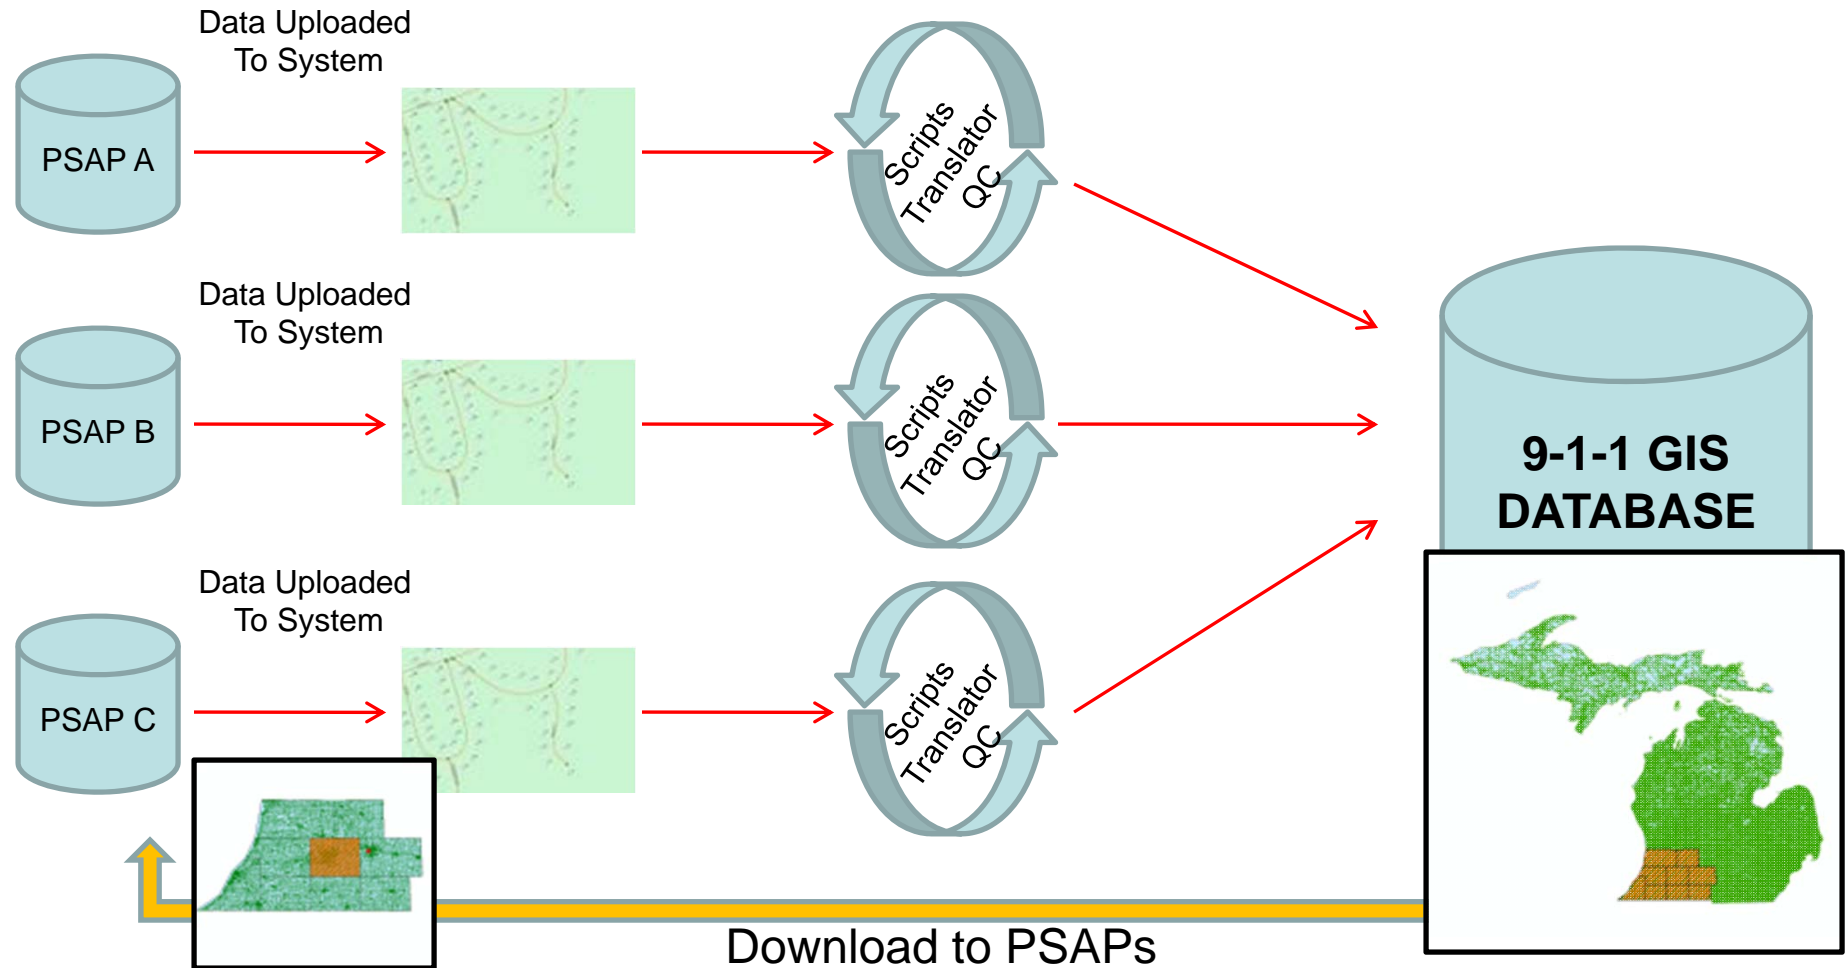 Data Uploaded
To System
PSAP A
Scripts
Translator
QC
Data Uploaded
To System
PSAP B
Scripts
Translator
QC
9-1-1 GIS
DATABASE
Data Uploaded
To System
PSAP C
Scripts
Translator
QC
Download to PSAPs